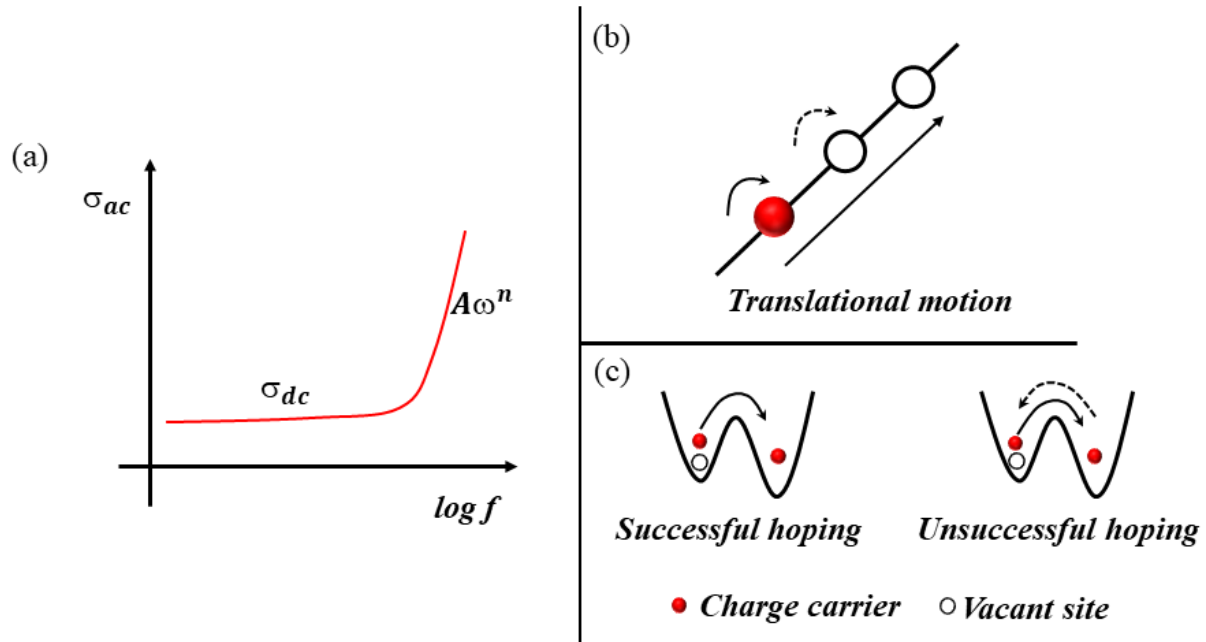 (a)
σac
σdc
Aωⁿ
log f
(b)
Translational motion
(c)
Successful hoping
Unsuccessful hoping
Charge carrier
Vacant site